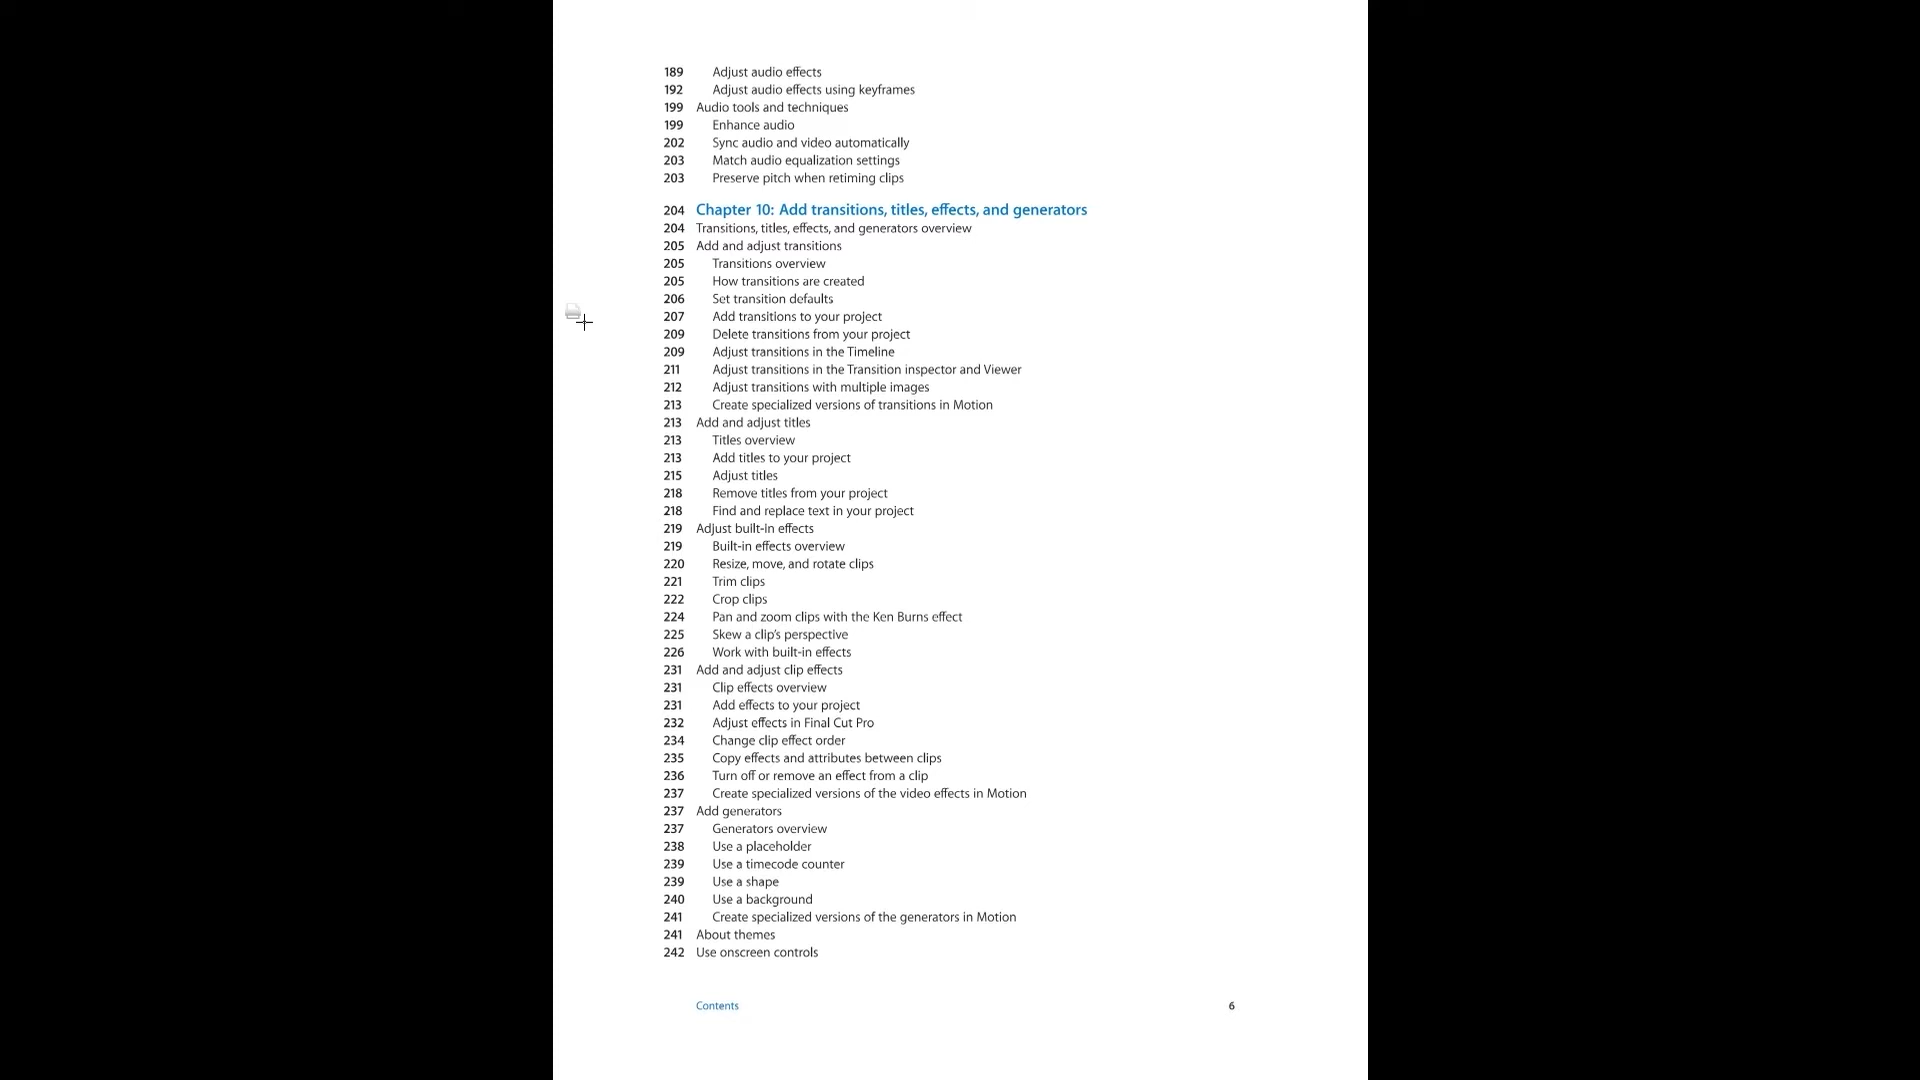 189 Adjust audio effects
192 Adjust audio effects using keyframes
199 Audio tools and techniques
199 Enhance audio
202 Sync audio and video automatically
203 Match audio equalization settings
203 Preserve pitch when retiming clips
204 Chapter 10: Add transitions, titles, effects, and generators
204 Transitions, titles, effects, and generators overview
205 Add and adjust transitions
205 Transitions overview
205 How transitions are created
206 Set transition defaults
207 Add transitions to your project
209 Delete transitions from your project
209 Adjust transitions in the Timeline
211 Adjust transitions in the Transition inspector and Viewer
212 Adjust transitions with multiple images
213 Create specialized versions of transitions in Motion
213 Add and adjust titles
213 Titles overview
213 Add titles to your project
215 Adjust titles
218 Remove titles from your project
218 Find and replace text in your project
219 Adjust built-in effects
219 Built-in effects overview
220 Resize, move, and rotate clips
221 Trim clips
222 Crop clips
224 Pan and zoom clips with the Ken Burns effect
225 Skew a clip's perspective
226 Work with built-in effects
231 Add and adjust clip effects
231 Clip effects overview
231 Add effects to your project
232 Adjust effects in Final Cut Pro
234 Change clip effect order
235 Copy effects and attributes between clips
236 Turn off or remove an effect from a clip
237 Create specialized versions of the video effects in Motion
237 Add generators
237 Generators overview
238 Use a placeholder
239 Use a timecode counter
239 Use a shape
240 Use a background
241 Create specialized versions of the generators in Motion
241 About themes
242 Use onscreen controls
Contents 6